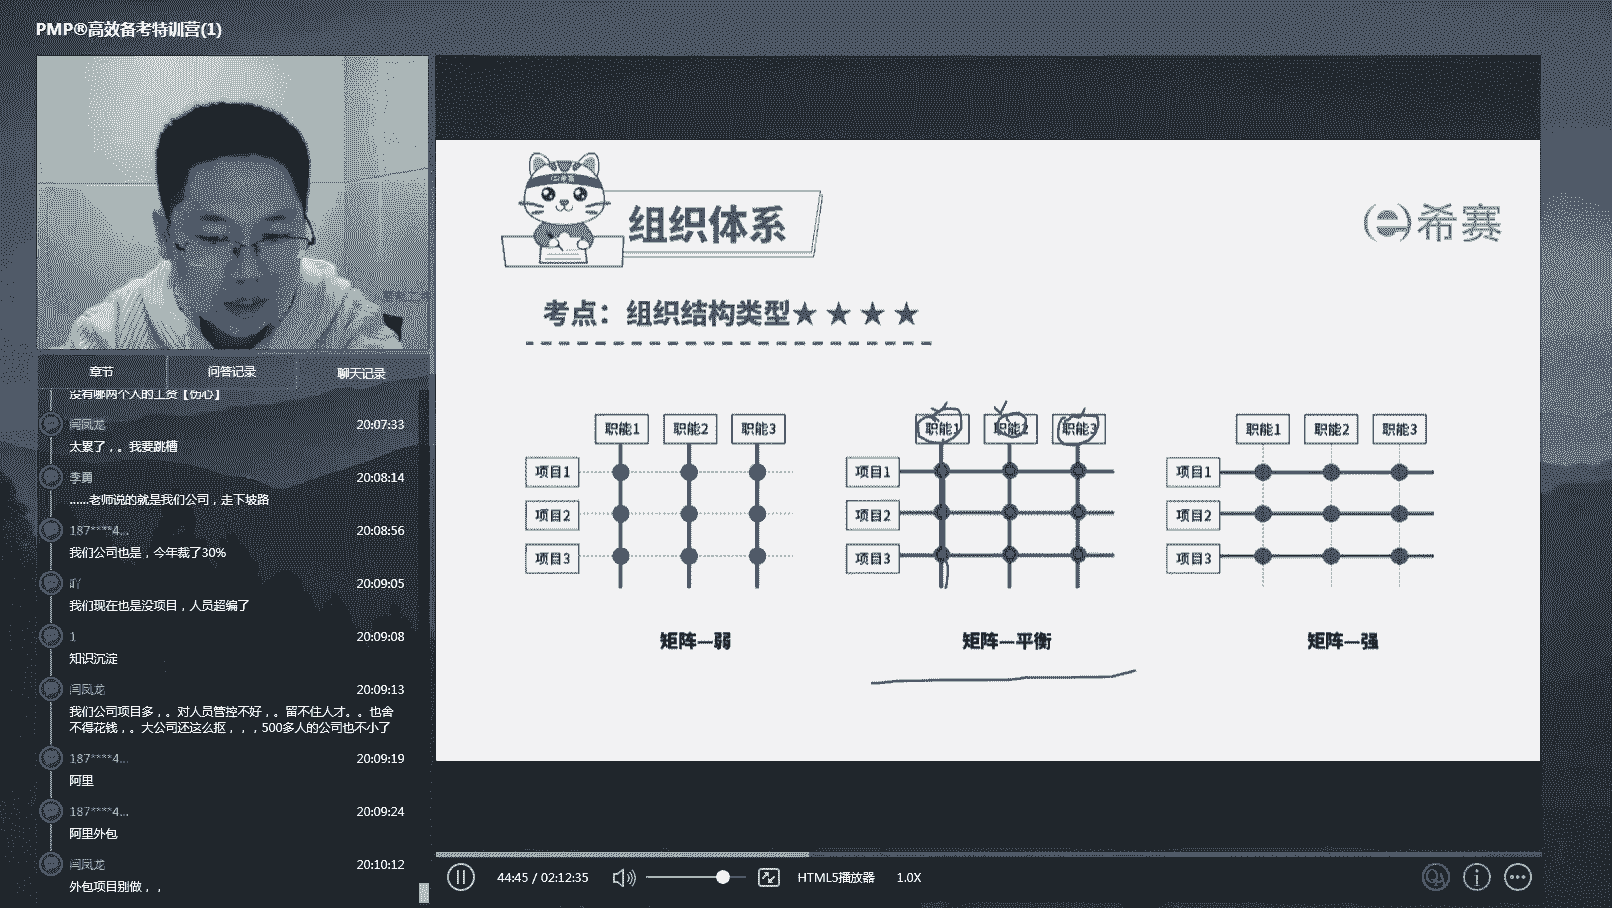 PMP®高效备考特训营(1)
章节
问答记录
聊天记录
没有哪两个人的工资【伤心】
闫凤龙
20:07:33
太累了，。我要跳槽
李勇
20:08:14
......老师说的就是我们公司，走下坡路
187****4...
20:08:56
我们公司也是，今年裁了30%
吖
20:09:05
我们现在也是没项目，人员超编了
1
20:09:08
知识沉淀
闫凤龙
20:09:13
我们公司项目多，。对人员管控不好，。留不住人才。。也舍
不得花钱，。大公司还这么抠，，，500多人的公司也不小了
187****4...
20:09:19
阿里
187****4...
20:09:24
阿里外包
闫凤龙
20:10:12
外包项目别做，，
组织体系
希赛
考点：组织结构类型★ ★ ★ ★
职能1 职能2 职能3
项目1
项目2
项目3
矩阵—弱
职能1 职能2 职能3
项目1
项目2
项目3
矩阵—平衡
职能1 职能2 职能3
项目1
项目2
项目3
矩阵—强
44:45 / 02:12:35
HTML5播放器
1.0X